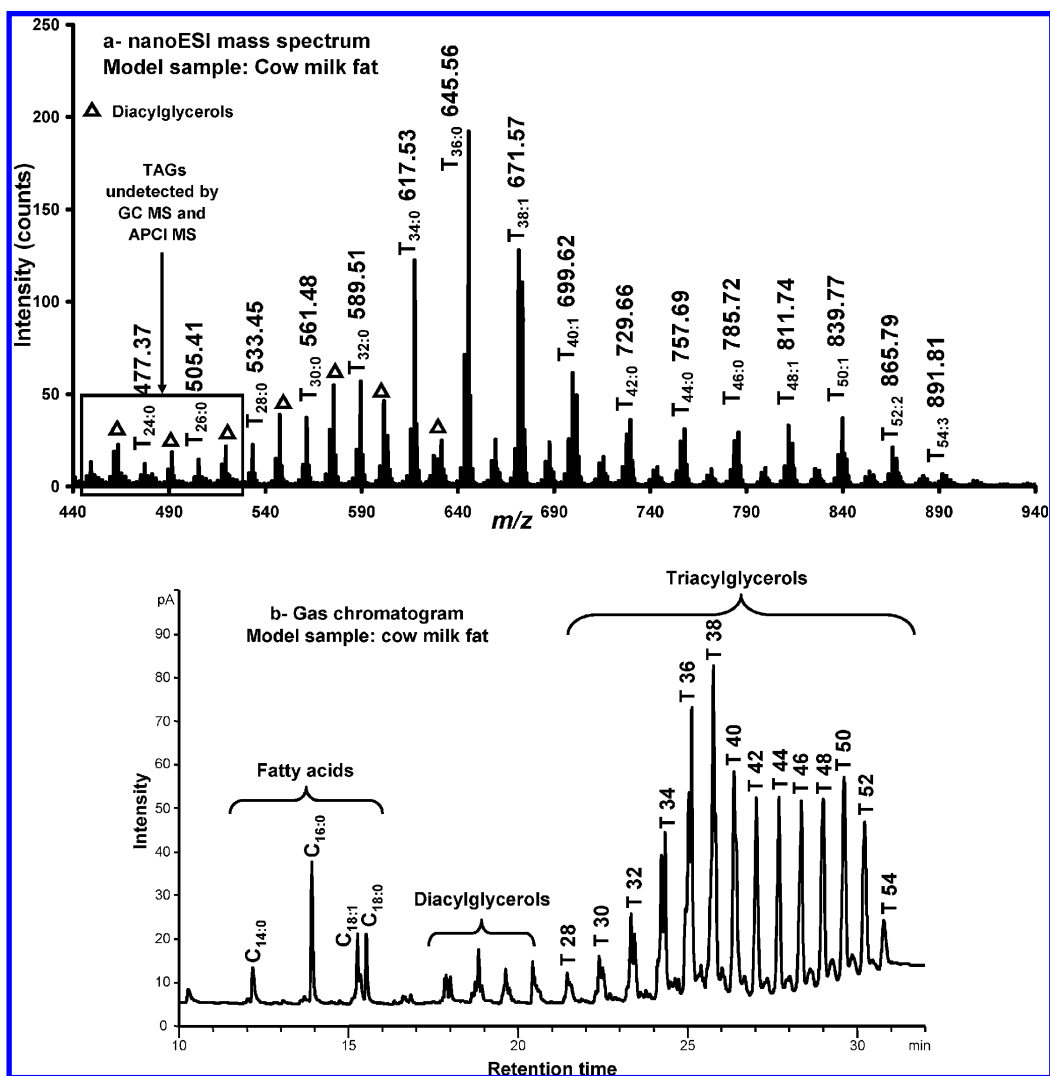 a- nanoESI mass spectrum
Model sample: Cow milk fat
△ Diacylglycerols
TAGs
undetected by
GC MS and
APCI MS
Intensity (counts)
250
200
150
100
50
0
T24:0 477.37
T26:0 505.41
T28:0 533.45
T30:0 561.48
T32:0 589.51
T34:0 617.53
T36:0 645.56
T38:1 671.57
T40:1 699.62
T42:0 729.66
T44:0 757.69
T46:0 785.72
T48:1 811.74
T50:1 839.77
T52:2 865.79
T54:3 891.81
440 490 540 590 640 690 740 790 840 890 940
m/z
b- Gas chromatogram
Model sample: cow milk fat
Triacylglycerols
pA
90
80
70
60
50
40
30
20
10
0
Intensity
Fatty acids
C14:0
C16:0
C18:1
C18:0
Diacylglycerols
T 28
T 30
T 32
T 34
T 36
T 38
T 40
T 42
T 44
T 46
T 48
T 50
T 52
T 54
10 15 20 25 30 min
Retention time